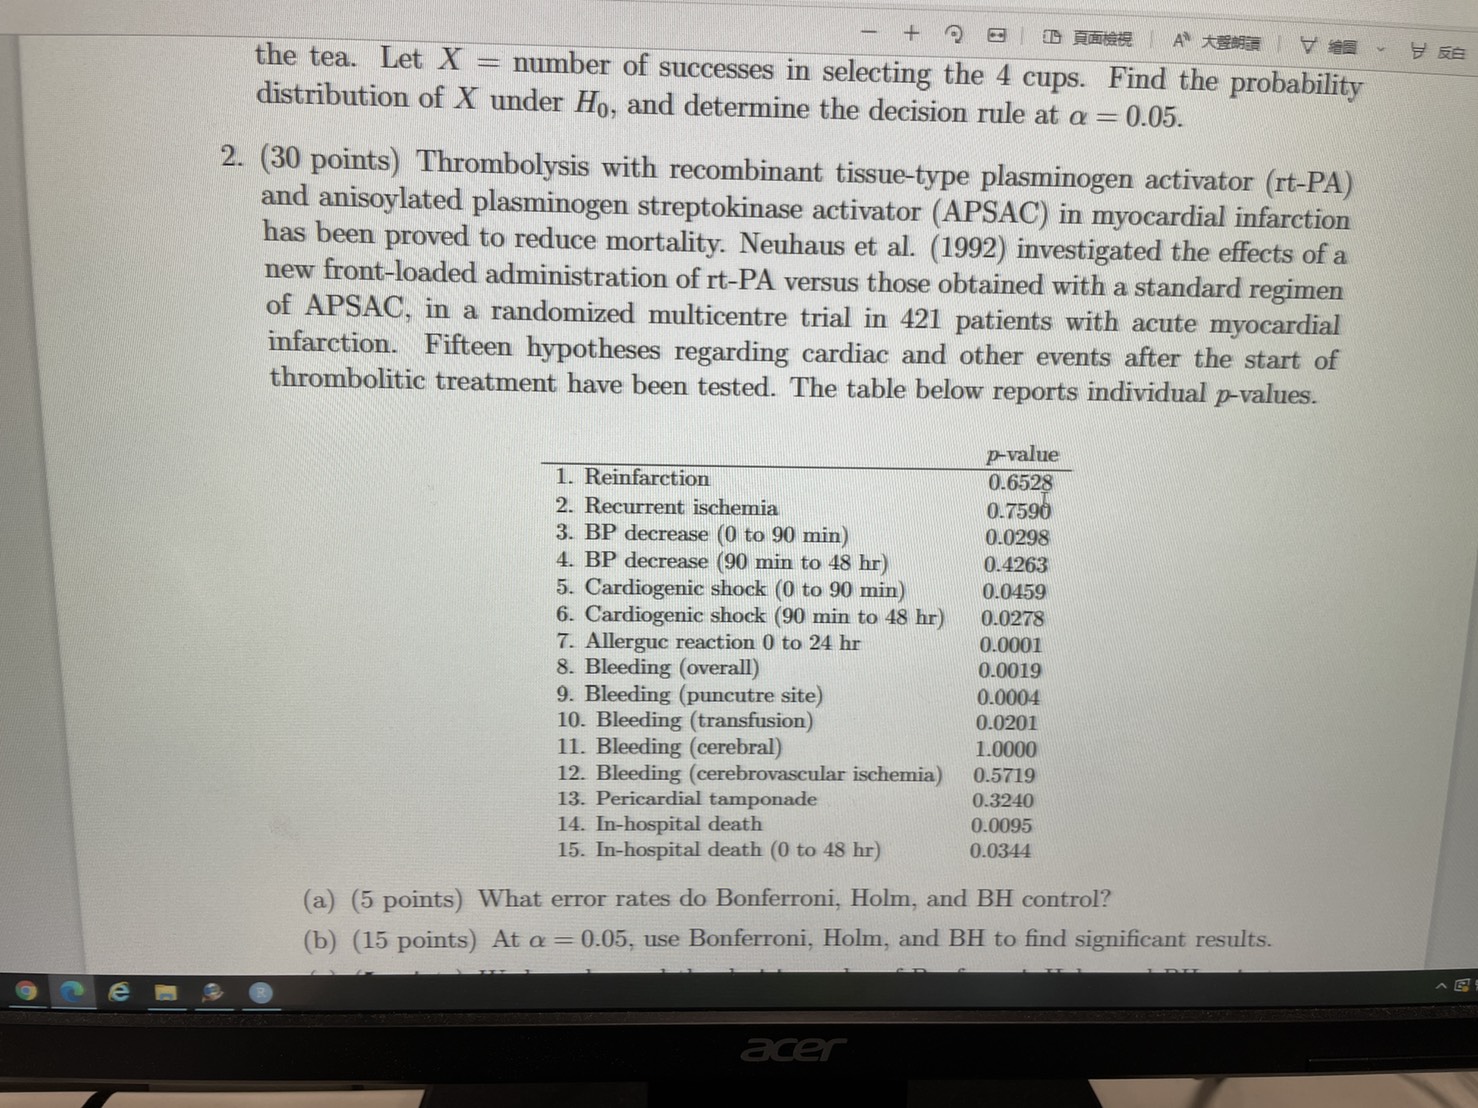 頁面檢視 | A 大聲朗讀 | 繪圖 反白
the tea. Let X = number of successes in selecting the 4 cups. Find the probability
distribution of X under H₀, and determine the decision rule at α = 0.05.
2. (30 points) Thrombolysis with recombinant tissue-type plasminogen activator (rt-PA)
and anisoylated plasminogen streptokinase activator (APSAC) in myocardial infarction
has been proved to reduce mortality. Neuhaus et al. (1992) investigated the effects of a
new front-loaded administration of rt-PA versus those obtained with a standard regimen
of APSAC, in a randomized multicentre trial in 421 patients with acute myocardial
infarction. Fifteen hypotheses regarding cardiac and other events after the start of
thrombolitic treatment have been tested. The table below reports individual p-values.
p-value
1. Reinfarction 0.6528
2. Recurrent ischemia 0.7590
3. BP decrease (0 to 90 min) 0.0298
4. BP decrease (90 min to 48 hr) 0.4263
5. Cardiogenic shock (0 to 90 min) 0.0459
6. Cardiogenic shock (90 min to 48 hr) 0.0278
7. Allerguc reaction 0 to 24 hr 0.0001
8. Bleeding (overall) 0.0019
9. Bleeding (puncutre site) 0.0004
10. Bleeding (transfusion) 0.0201
11. Bleeding (cerebral) 1.0000
12. Bleeding (cerebrovascular ischemia) 0.5719
13. Pericardial tamponade 0.3240
14. In-hospital death 0.0095
15. In-hospital death (0 to 48 hr) 0.0344
(a) (5 points) What error rates do Bonferroni, Holm, and BH control?
(b) (15 points) At α = 0.05, use Bonferroni, Holm, and BH to find significant results.
acer